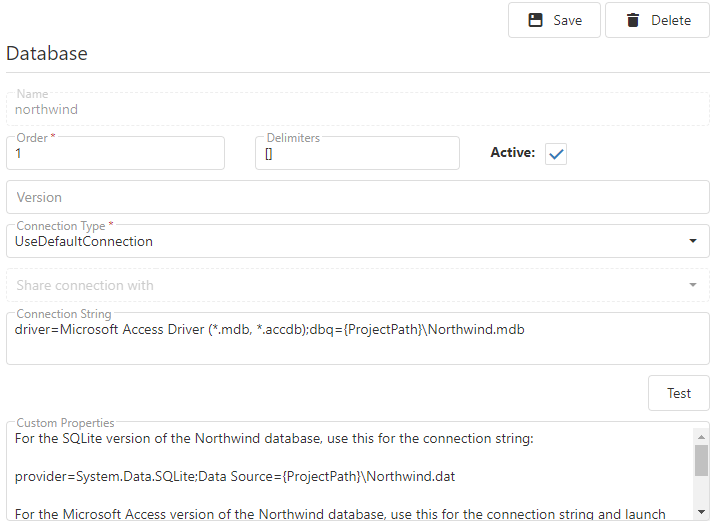 Save
Delete
Database
Name
northwind
Order *
1
Delimiters
[]
Active:
Version
Connection Type *
UseDefaultConnection
Share connection with
Connection String
driver=Microsoft Access Driver (*.mdb, *.accdb);dbq={ProjectPath}\Northwind.mdb
Test
Custom Properties
For the SQLite version of the Northwind database, use this for the connection string:
provider=System.Data.SQLite;Data Source={ProjectPath}\Northwind.dat
For the Microsoft Access version of the Northwind database, use this for the connection string and launch